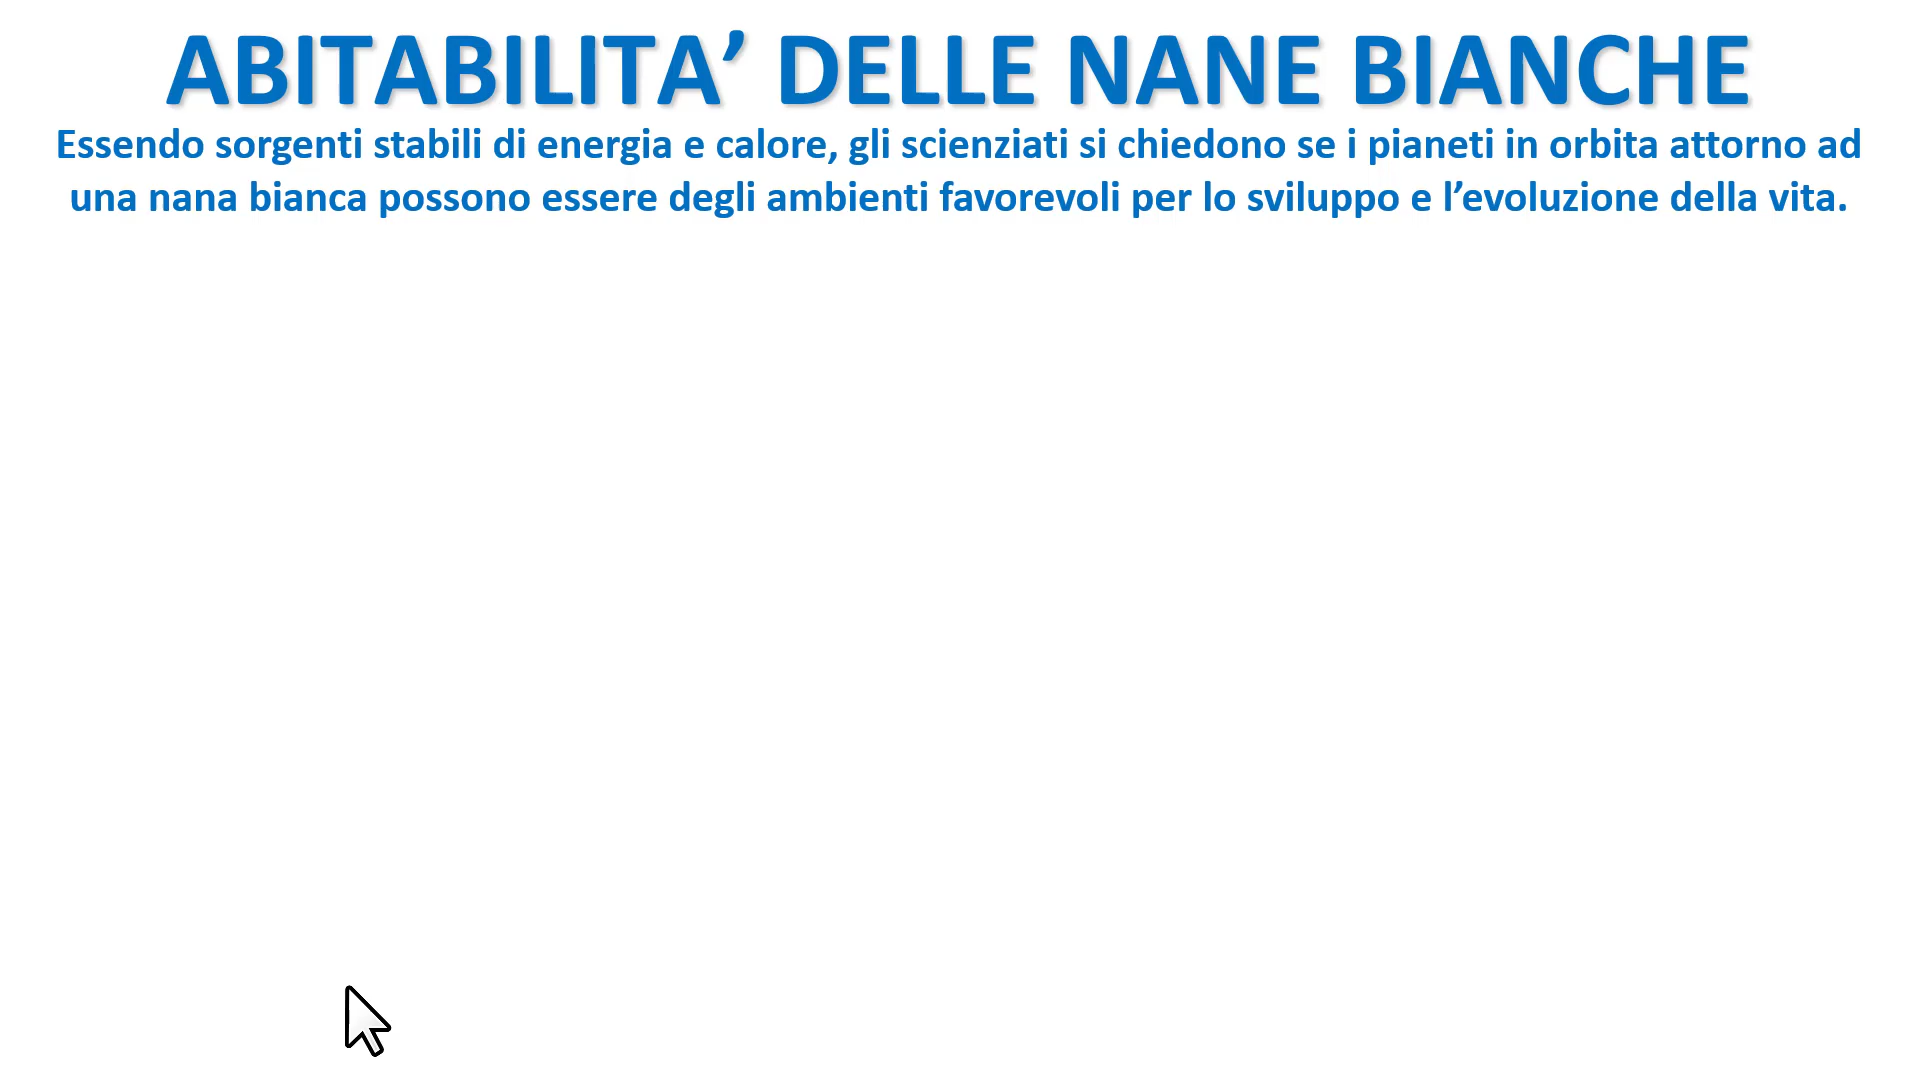 ABITABILITA’ DELLE NANE BIANCHE
Essendo sorgenti stabili di energia e calore, gli scienziati si chiedono se i pianeti in orbita attorno ad
una nana bianca possono essere degli ambienti favorevoli per lo sviluppo e l’evoluzione della vita.